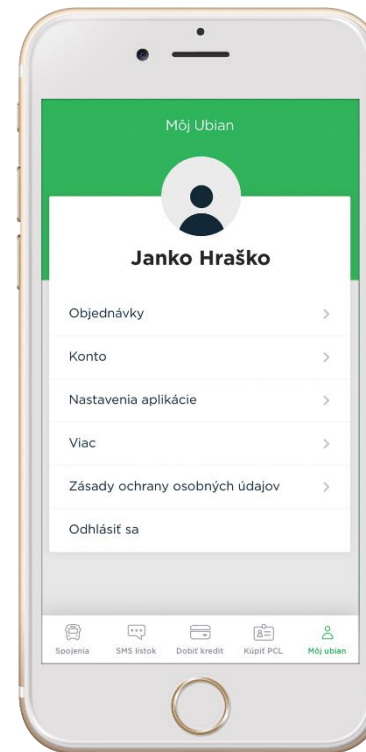 Môj Ubian
Janko Hraško
Objednávky
Konto
Nastavenia aplikácie
Viac
Zásady ochrany osobných údajov
Odhlásiť sa
Spojenia SMS lístok Dobiť kredit Kúpiť PCL Môj ubian